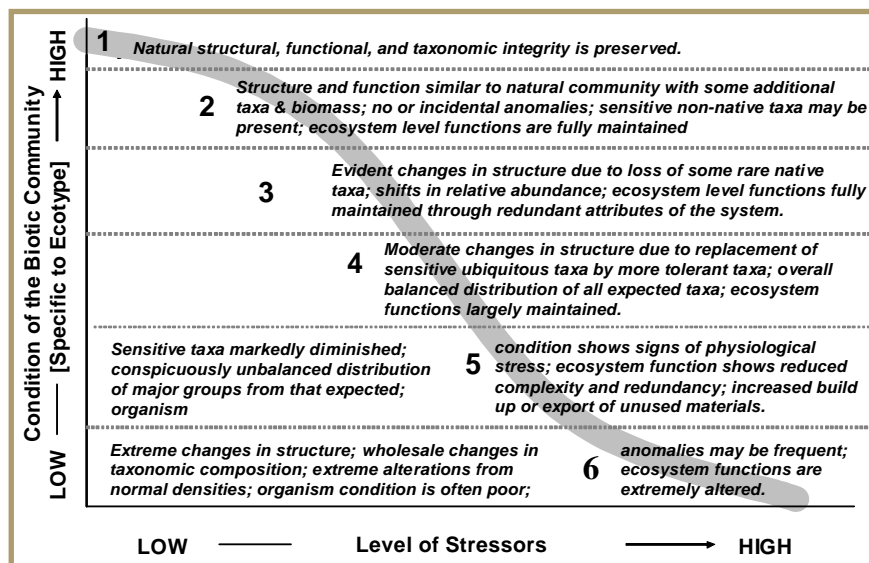 Condition of the Biotic Community
[Specific to Ecotype]
LOW
HIGH
1
Natural structural, functional, and taxonomic integrity is preserved.
2
Structure and function similar to natural community with some additional
taxa & biomass; no or incidental anomalies; sensitive non-native taxa may be
present; ecosystem level functions are fully maintained
3
Evident changes in structure due to loss of some rare native
taxa; shifts in relative abundance; ecosystem level functions fully
maintained through redundant attributes of the system.
4
Moderate changes in structure due to replacement of
sensitive ubiquitous taxa by more tolerant taxa; overall
balanced distribution of all expected taxa; ecosystem
functions largely maintained.
Sensitive taxa markedly diminished;
conspicuously unbalanced distribution
of major groups from that expected;
organism
5
condition shows signs of physiological
stress; ecosystem function shows reduced
complexity and redundancy; increased build
up or export of unused materials.
Extreme changes in structure; wholesale changes in
taxonomic composition; extreme alterations from
normal densities; organism condition is often poor;
6
anomalies may be frequent;
ecosystem functions are
extremely altered.
LOW
Level of Stressors
HIGH